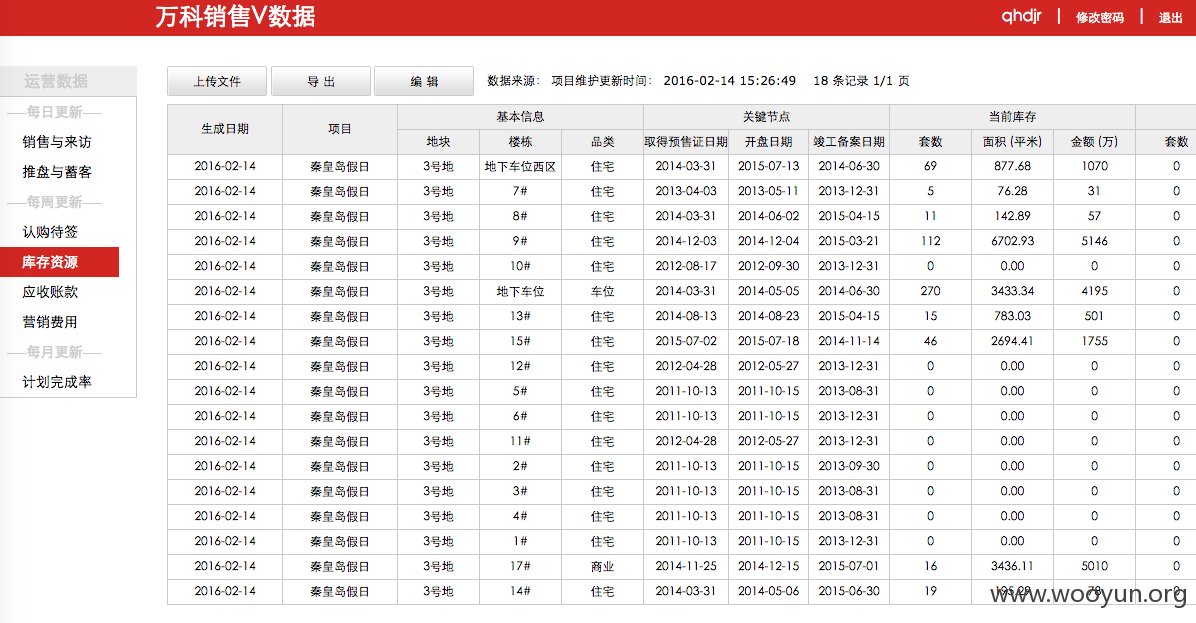 万科销售V数据
qhdjr | 修改密码 | 退出
运营数据
每日更新
销售与来访
推盘与蓄客
每周更新
认购待签
库存资源
应收账款
营销费用
每月更新
计划完成率
上传文件 导 出 编 辑 数据来源： 项目维护更新时间： 2016-02-14 15:26:49 18 条记录 1/1 页
生成日期 项目 基本信息 关键节点 当前库存
地块 楼栋 品类 取得预售证日期 开盘日期 竣工备案日期 套数 面积 (平米) 金额 (万) 套数
2016-02-14 秦皇岛假日 3号地 地下车位西区 住宅 2014-03-31 2015-07-13 2014-06-30 69 877.68 1070 0
2016-02-14 秦皇岛假日 3号地 7# 住宅 2013-04-03 2013-05-11 2013-12-31 5 76.28 31 0
2016-02-14 秦皇岛假日 3号地 8# 住宅 2014-03-31 2014-06-02 2015-04-15 11 142.89 57 0
2016-02-14 秦皇岛假日 3号地 9# 住宅 2014-12-03 2014-12-04 2015-03-21 112 6702.93 5146 0
2016-02-14 秦皇岛假日 3号地 10# 住宅 2012-08-17 2012-09-30 2013-12-31 0 0.00 0 0
2016-02-14 秦皇岛假日 3号地 地下车位 车位 2014-03-31 2014-05-05 2014-06-30 270 3433.34 4195 0
2016-02-14 秦皇岛假日 3号地 13# 住宅 2014-08-13 2014-08-23 2015-04-15 15 783.03 501 0
2016-02-14 秦皇岛假日 3号地 15# 住宅 2015-07-02 2015-07-18 2014-11-14 46 2694.41 1755 0
2016-02-14 秦皇岛假日 3号地 12# 住宅 2012-04-28 2012-05-27 2013-12-31 0 0.00 0 0
2016-02-14 秦皇岛假日 3号地 5# 住宅 2011-10-13 2011-10-15 2013-08-31 0 0.00 0 0
2016-02-14 秦皇岛假日 3号地 6# 住宅 2011-10-13 2011-10-15 2013-12-31 0 0.00 0 0
2016-02-14 秦皇岛假日 3号地 11# 住宅 2012-04-28 2012-05-27 2013-12-31 0 0.00 0 0
2016-02-14 秦皇岛假日 3号地 2# 住宅 2011-10-13 2011-10-15 2013-09-30 0 0.00 0 0
2016-02-14 秦皇岛假日 3号地 3# 住宅 2011-10-13 2011-10-15 2013-08-31 0 0.00 0 0
2016-02-14 秦皇岛假日 3号地 4# 住宅 2011-10-13 2011-10-15 2013-08-31 0 0.00 0 0
2016-02-14 秦皇岛假日 3号地 1# 住宅 2011-10-13 2011-10-15 2013-12-31 0 0.00 0 0
2016-02-14 秦皇岛假日 3号地 17# 商业 2014-11-25 2014-12-15 2015-07-01 16 3436.11 5010 0
2016-02-14 秦皇岛假日 3号地 14# 住宅 2014-03-31 2014-05-06 2015-06-30 19 78 0
www.wooyun.org